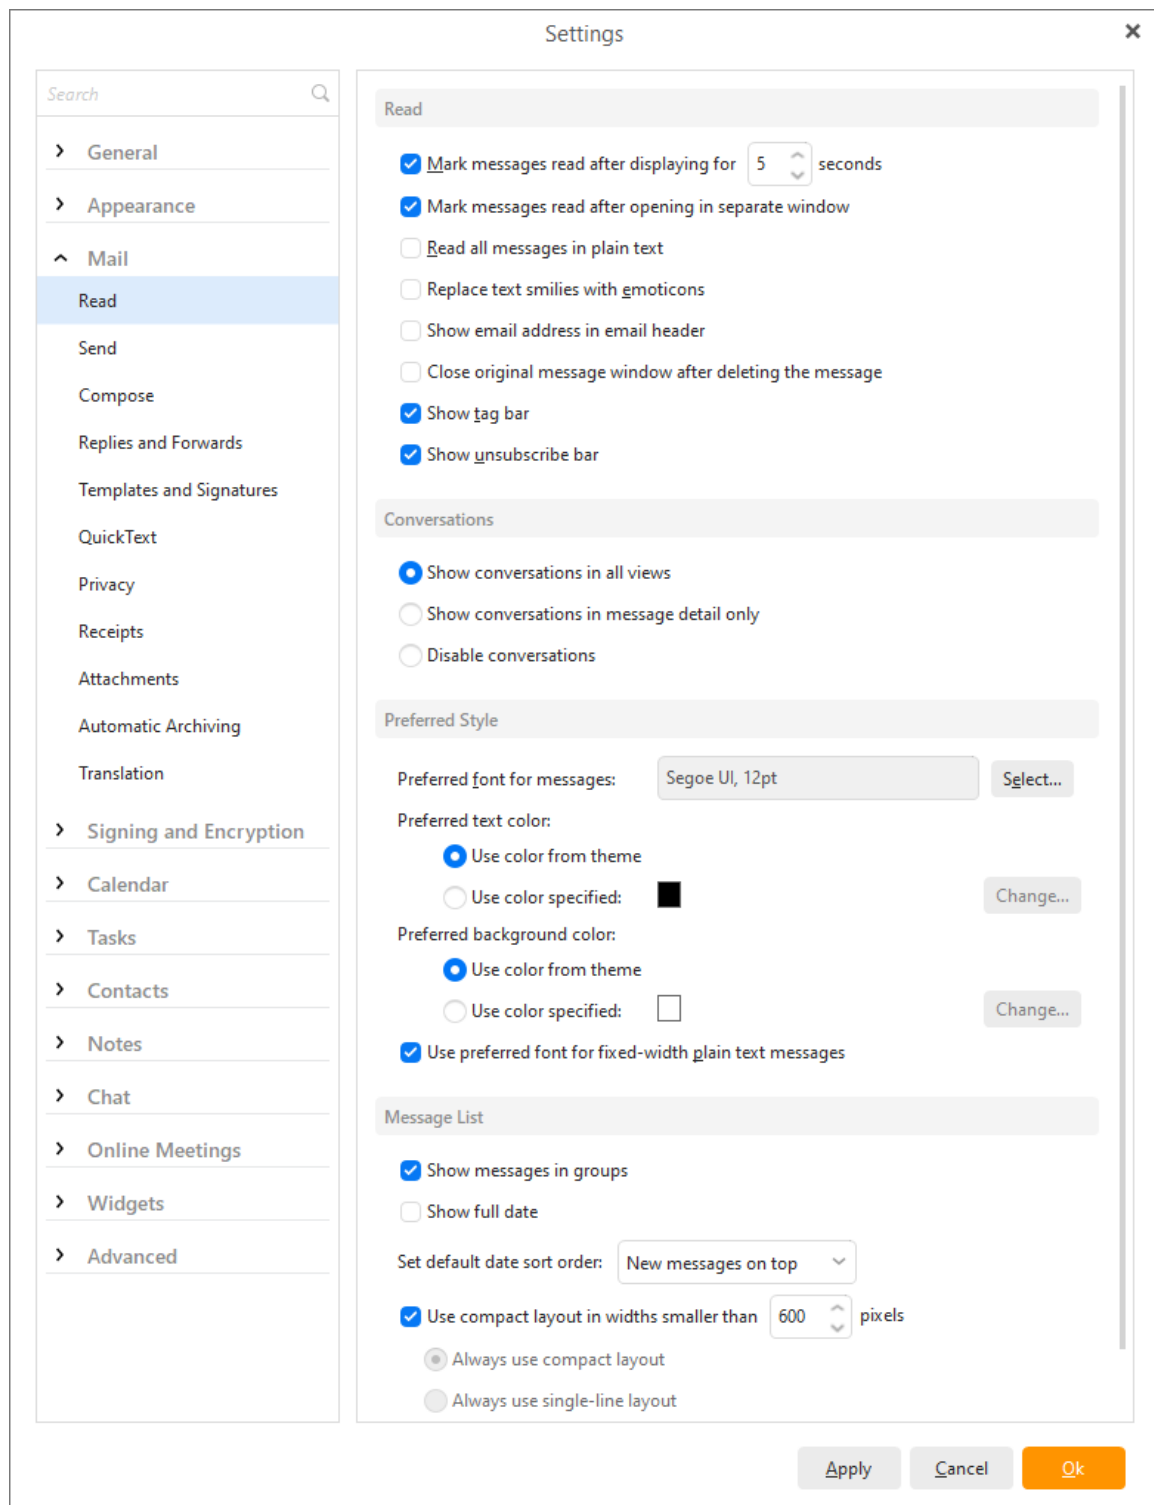 Settings
Search
General
Appearance
Mail
Read
Send
Compose
Replies and Forwards
Templates and Signatures
QuickText
Privacy
Receipts
Attachments
Automatic Archiving
Translation
Signing and Encryption
Calendar
Tasks
Contacts
Notes
Chat
Online Meetings
Widgets
Advanced
Read
Mark messages read after displaying for 5 seconds
Mark messages read after opening in separate window
Read all messages in plain text
Replace text smilies with emoticons
Show email address in email header
Close original message window after deleting the message
Show tag bar
Show unsubscribe bar
Conversations
Show conversations in all views
Show conversations in message detail only
Disable conversations
Preferred Style
Preferred font for messages: Segoe UI, 12pt Select...
Preferred text color:
Use color from theme
Use color specified: Change...
Preferred background color:
Use color from theme
Use color specified: Change...
Use preferred font for fixed-width plain text messages
Message List
Show messages in groups
Show full date
Set default date sort order: New messages on top
Use compact layout in widths smaller than 600 pixels
Always use compact layout
Always use single-line layout
Apply Cancel Ok